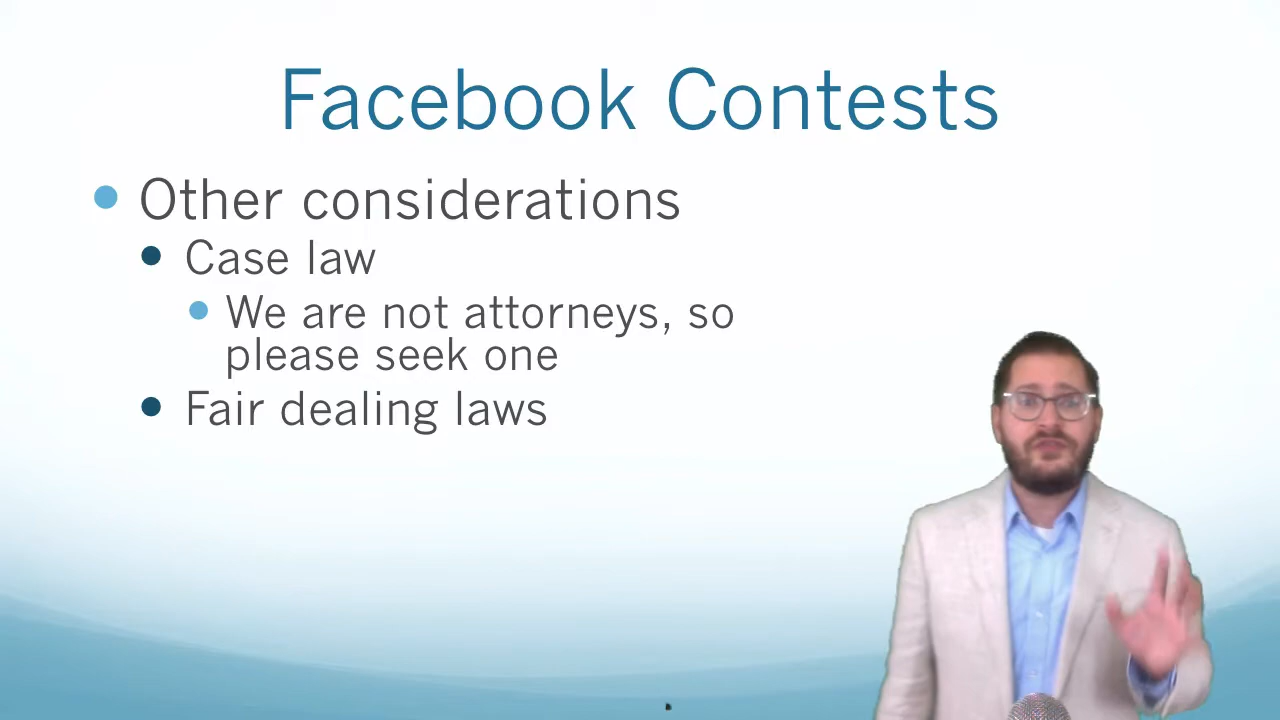 Facebook Contests
Other considerations
Case law
We are not attorneys, so
please seek one
Fair dealing laws